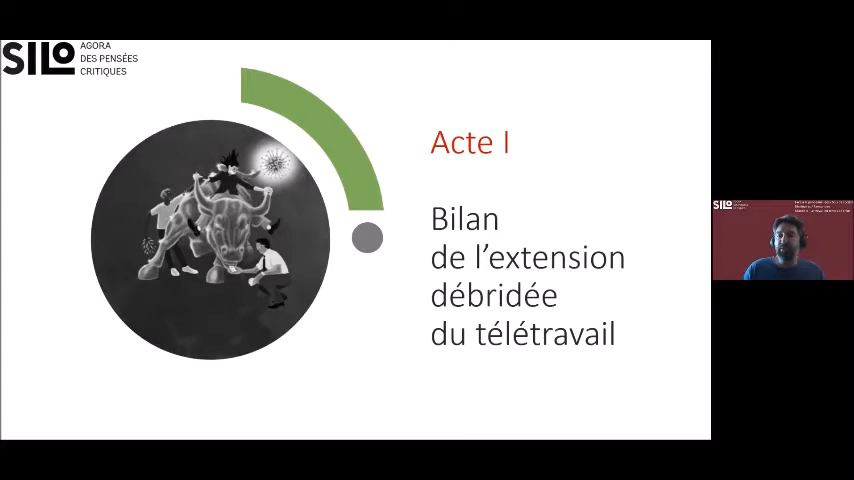 SILO
AGORA
DES PENSÉES
CRITIQUES
Acte I
Bilan
de l’extension
débridée
du télétravail
SILO